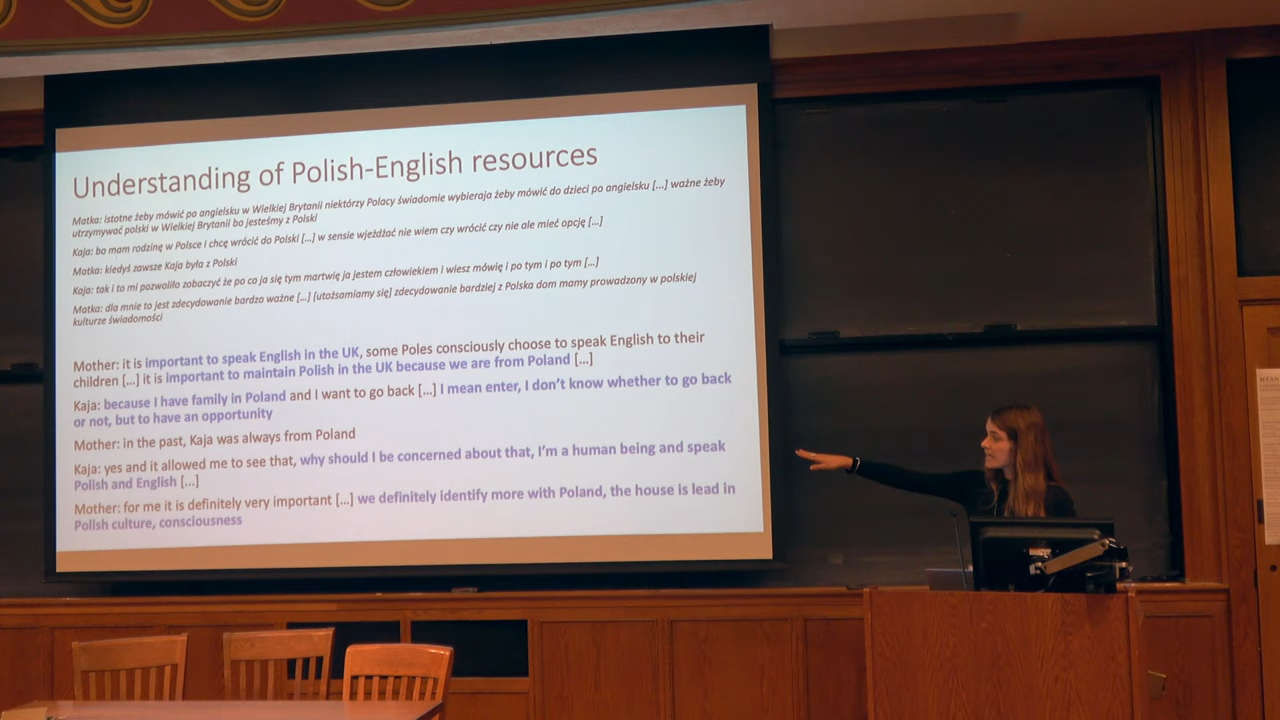 Understanding of Polish-English resources
Matka: istotne żeby mówić po angielsku w Wielkiej Brytanii niektórzy Polacy świadomie wybieraja żeby mówić do dzieci po angielsku [...] ważne żeby
utrzymywać polski w Wielkiej Brytanii bo jesteśmy z Polski
Kaja: bo mam rodzinę w Polsce i chcę wrócić do Polski [...] w sensie wjeżdżać nie wiem czy wrócić czy nie ale mieć opcję [...]
Matka: kiedyś zawsze Kaja była z Polski
Kaja: tak i to mi pozwoliło zobaczyć że po co ja się tym martwię ja jestem człowiekiem i wiesz mówię i po tym i po tym [...]
Matka: dla mnie to jest zdecydowanie bardzo ważne [...] [utożsamiamy się] zdecydowanie bardziej z Polska dom mamy prowadzony w polskiej
kulturze świadomości
Mother: it is important to speak English in the UK, some Poles consciously choose to speak English to their
children [...] it is important to maintain Polish in the UK because we are from Poland [...]
Kaja: because I have family in Poland and I want to go back [...] I mean enter, I don't know whether to go back
or not, but to have an opportunity
Mother: in the past, Kaja was always from Poland
Kaja: yes and it allowed me to see that, why should I be concerned about that, I'm a human being and speak
Polish and English [...]
Mother: for me it is definitely very important [...] we definitely identify more with Poland, the house is lead in
Polish culture, consciousness